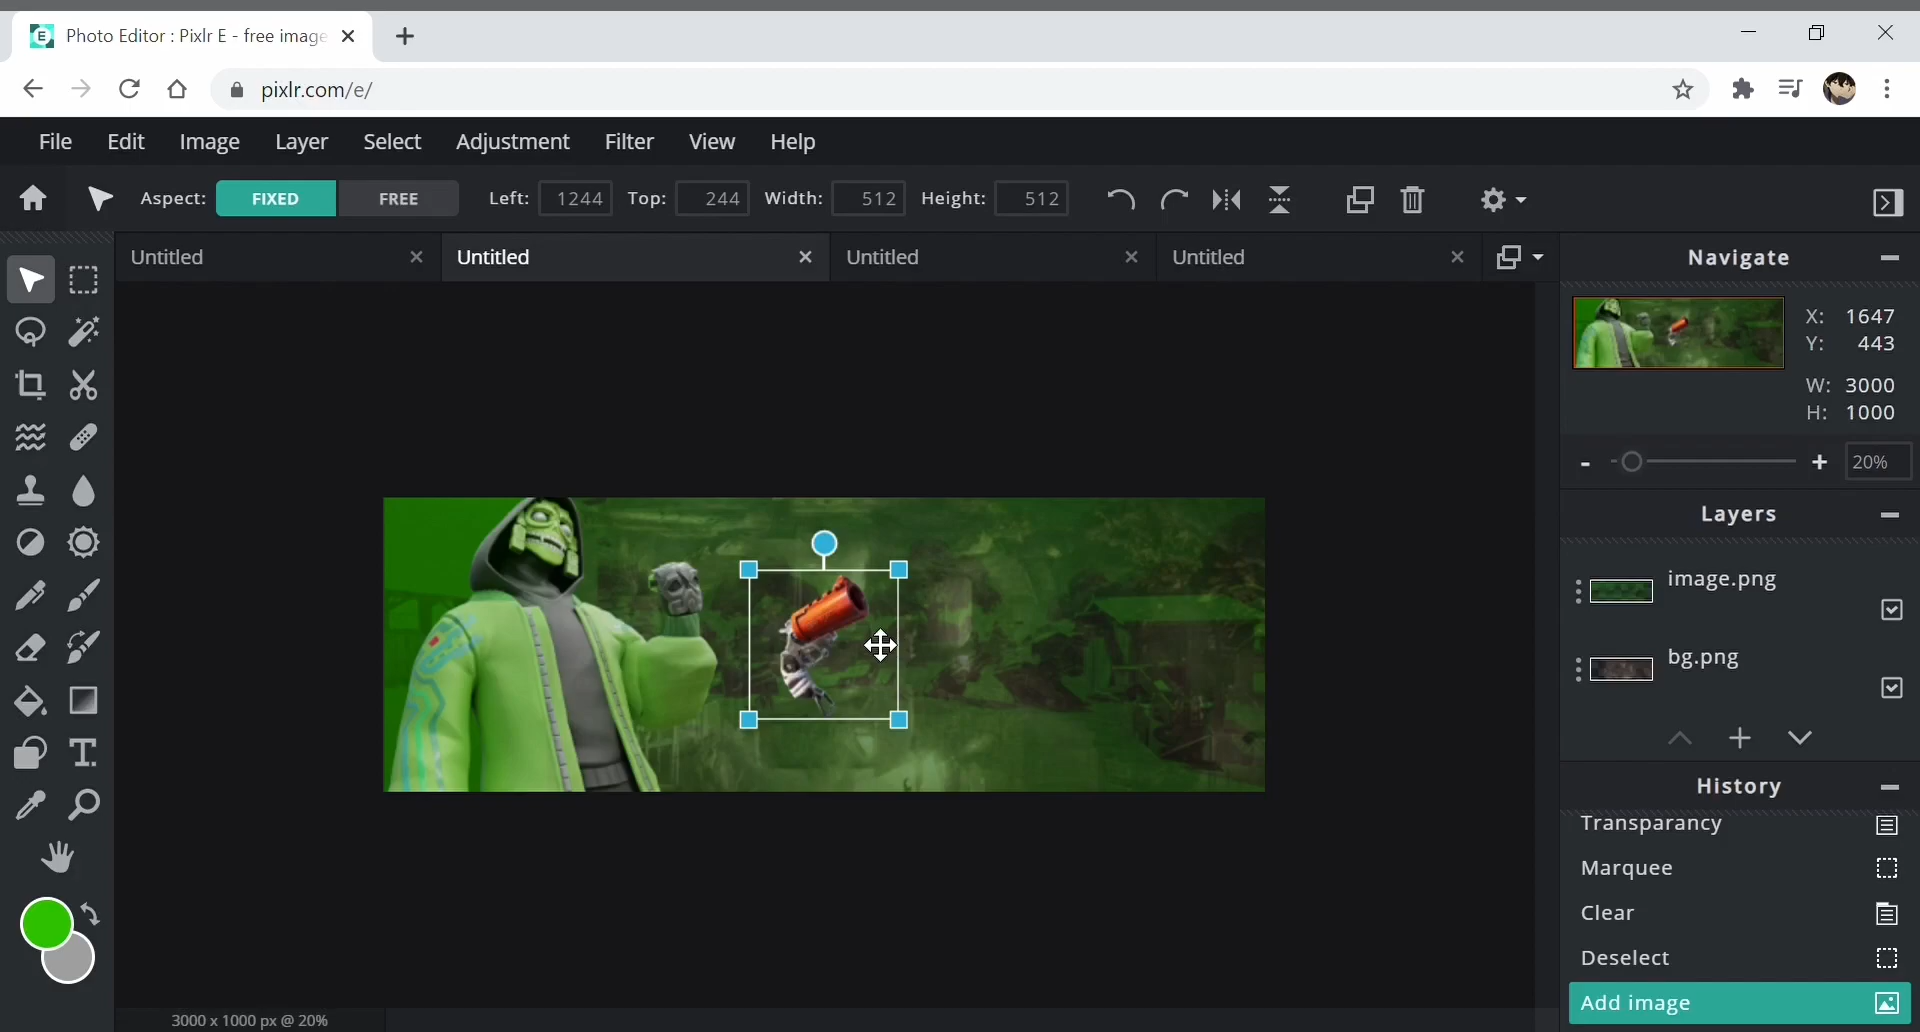 Photo Editor : Pixlr E - free image
pixlr.com/e/
File Edit Image Layer Select Adjustment Filter View Help
Aspect: FIXED FREE Left: 1244 Top: 244 Width: 512 Height: 512
Untitled Untitled Untitled Untitled
Navigate
X: 1647
Y: 443
W: 3000
H: 1000
- + 20%
Layers
image.png
bg.png
History
Transparancy
Marquee
Clear
Deselect
Add image
3000 x 1000 px @ 20%